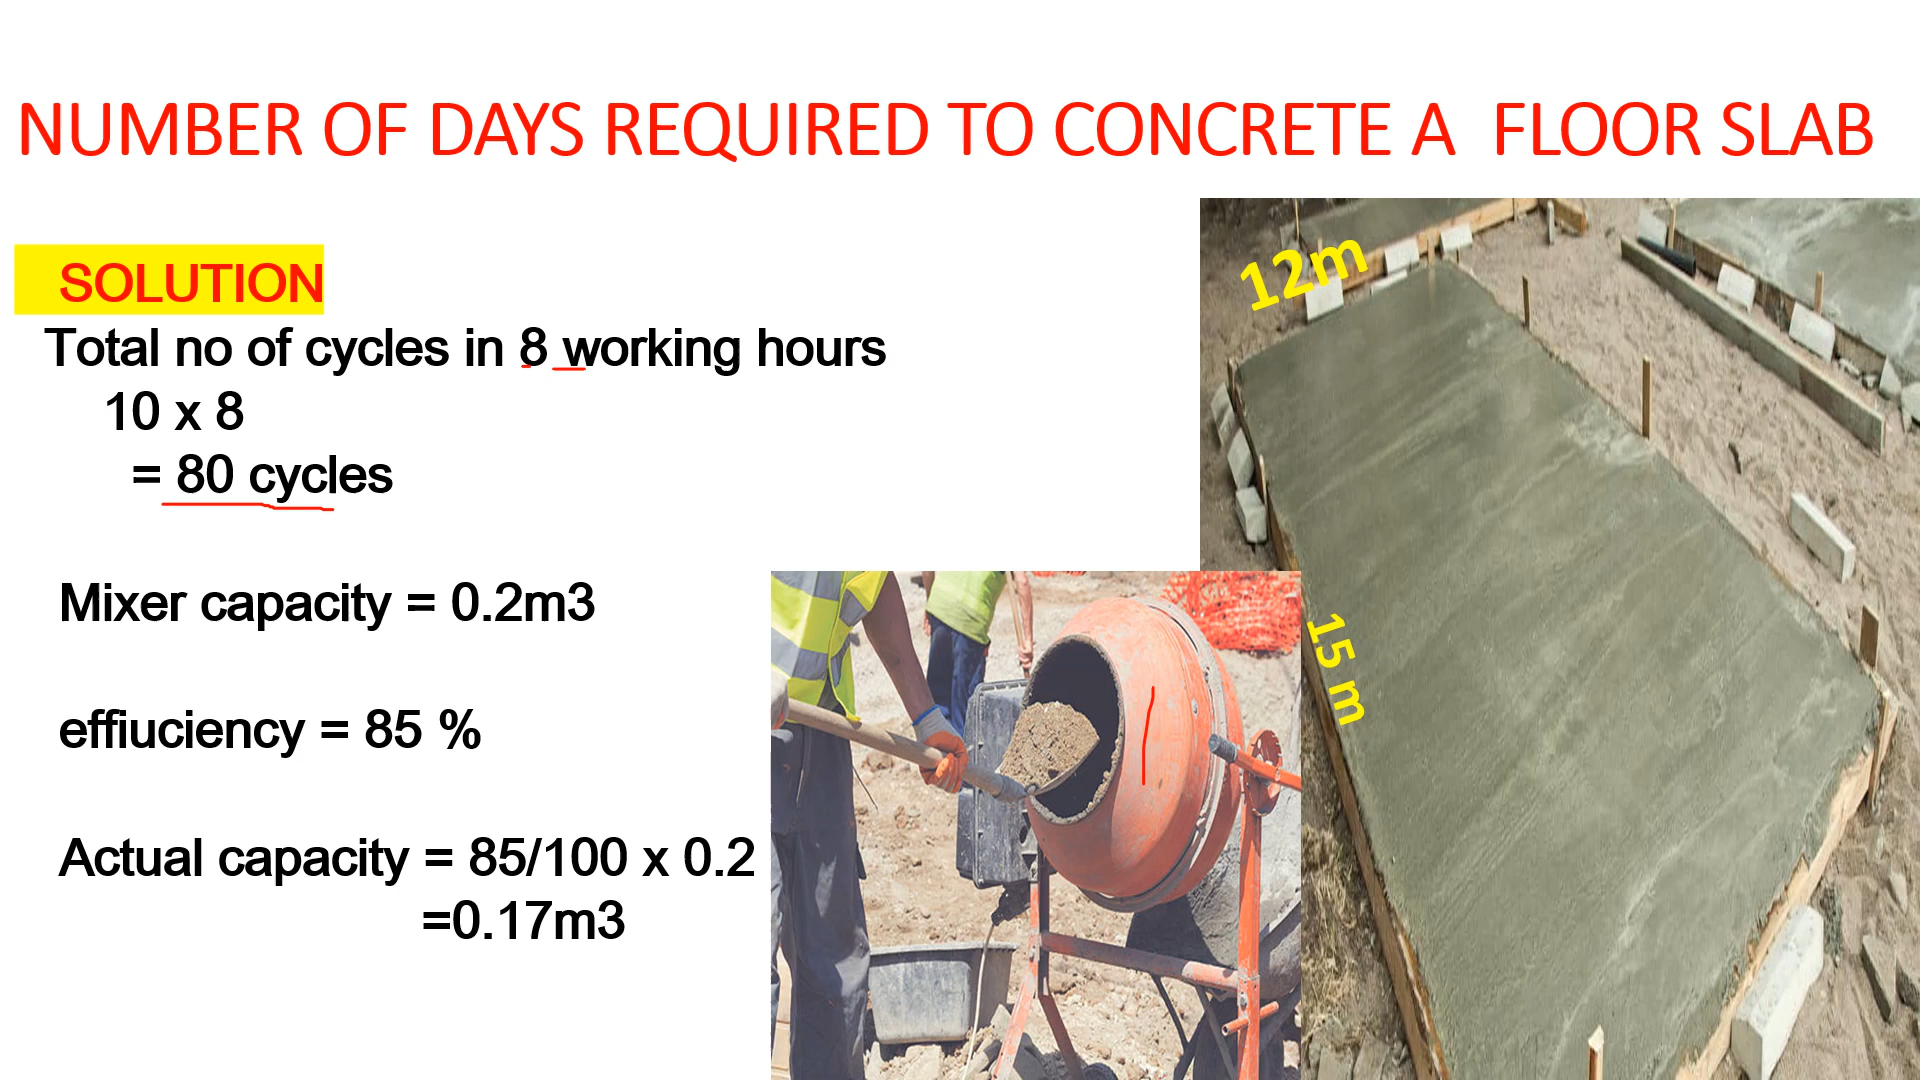 NUMBER OF DAYS REQUIRED TO CONCRETE A FLOOR SLAB
SOLUTION
Total no of cycles in 8 working hours
10 x 8
= 80 cycles
Mixer capacity = 0.2m3
effiuciency = 85 %
Actual capacity = 85/100 x 0.2
=0.17m3
12m
15 m